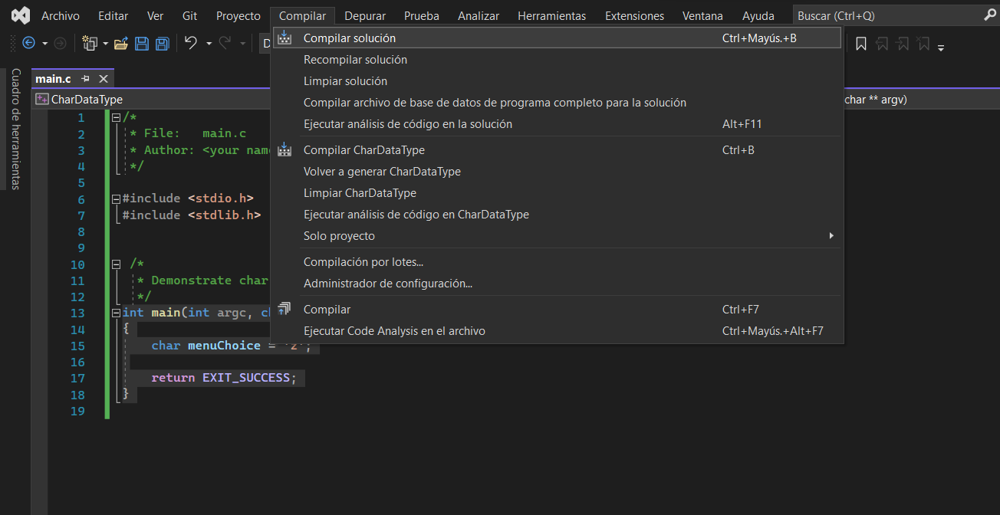 Archivo Editar Ver Git Proyecto Compilar Depurar Prueba Analizar Herramientas Extensiones Ventana Ayuda Buscar (Ctrl+Q)
Compilar solución Ctrl+Mayús.+B
Recompilar solución
Limpiar solución
Compilar archivo de base de datos de programa completo para la solución
Ejecutar análisis de código en la solución Alt+F11
Compilar CharDataType Ctrl+B
Volver a generar CharDataType
Limpiar CharDataType
Ejecutar análisis de código en CharDataType
Solo proyecto
Compilación por lotes...
Administrador de configuración...
Compilar Ctrl+F7
Ejecutar Code Analysis en el archivo Ctrl+Mayús.+Alt+F7
Cuadro de herramientas
main.c
CharDataType char ** argv)
1 /*
2 * File: main.c
3 * Author: <your
4 */
5
6 #include <stdio.h>
7 #include <stdlib.h>
8
9
10 /*
11 * Demonstrate char
12 */
13 int main(int argc,
14 {
15 char menuChoice = '2';
16
17 return EXIT_SUCCESS;
18 }
19